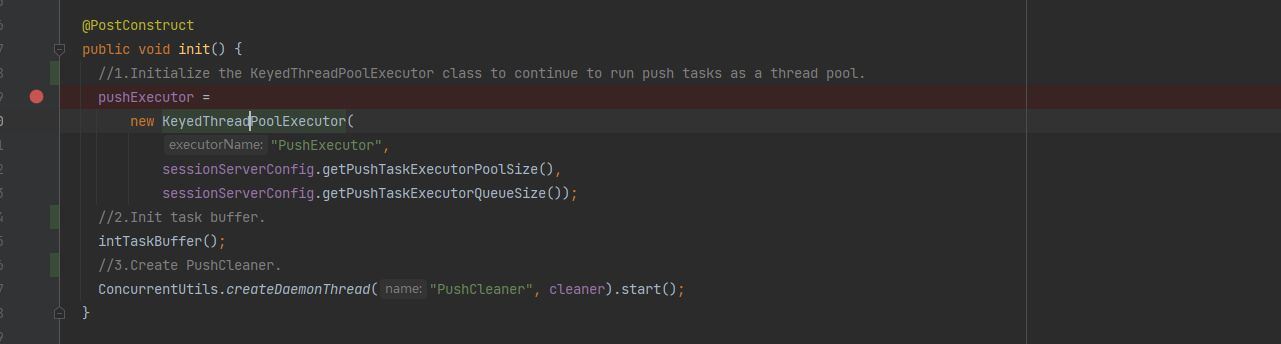 @PostConstruct
public void init() {
//1.Initialize the KeyedThreadPoolExecutor class to continue to run push tasks as a thread pool.
pushExecutor =
new KeyedThreadPoolExecutor(
executorName: "PushExecutor",
sessionServerConfig.getPushTaskExecutorPoolSize(),
sessionServerConfig.getPushTaskExecutorQueueSize());
//2.Init task buffer.
intTaskBuffer();
//3.Create PushCleaner.
ConcurrentUtils.createDaemonThread( name: "PushCleaner", cleaner).start();
}